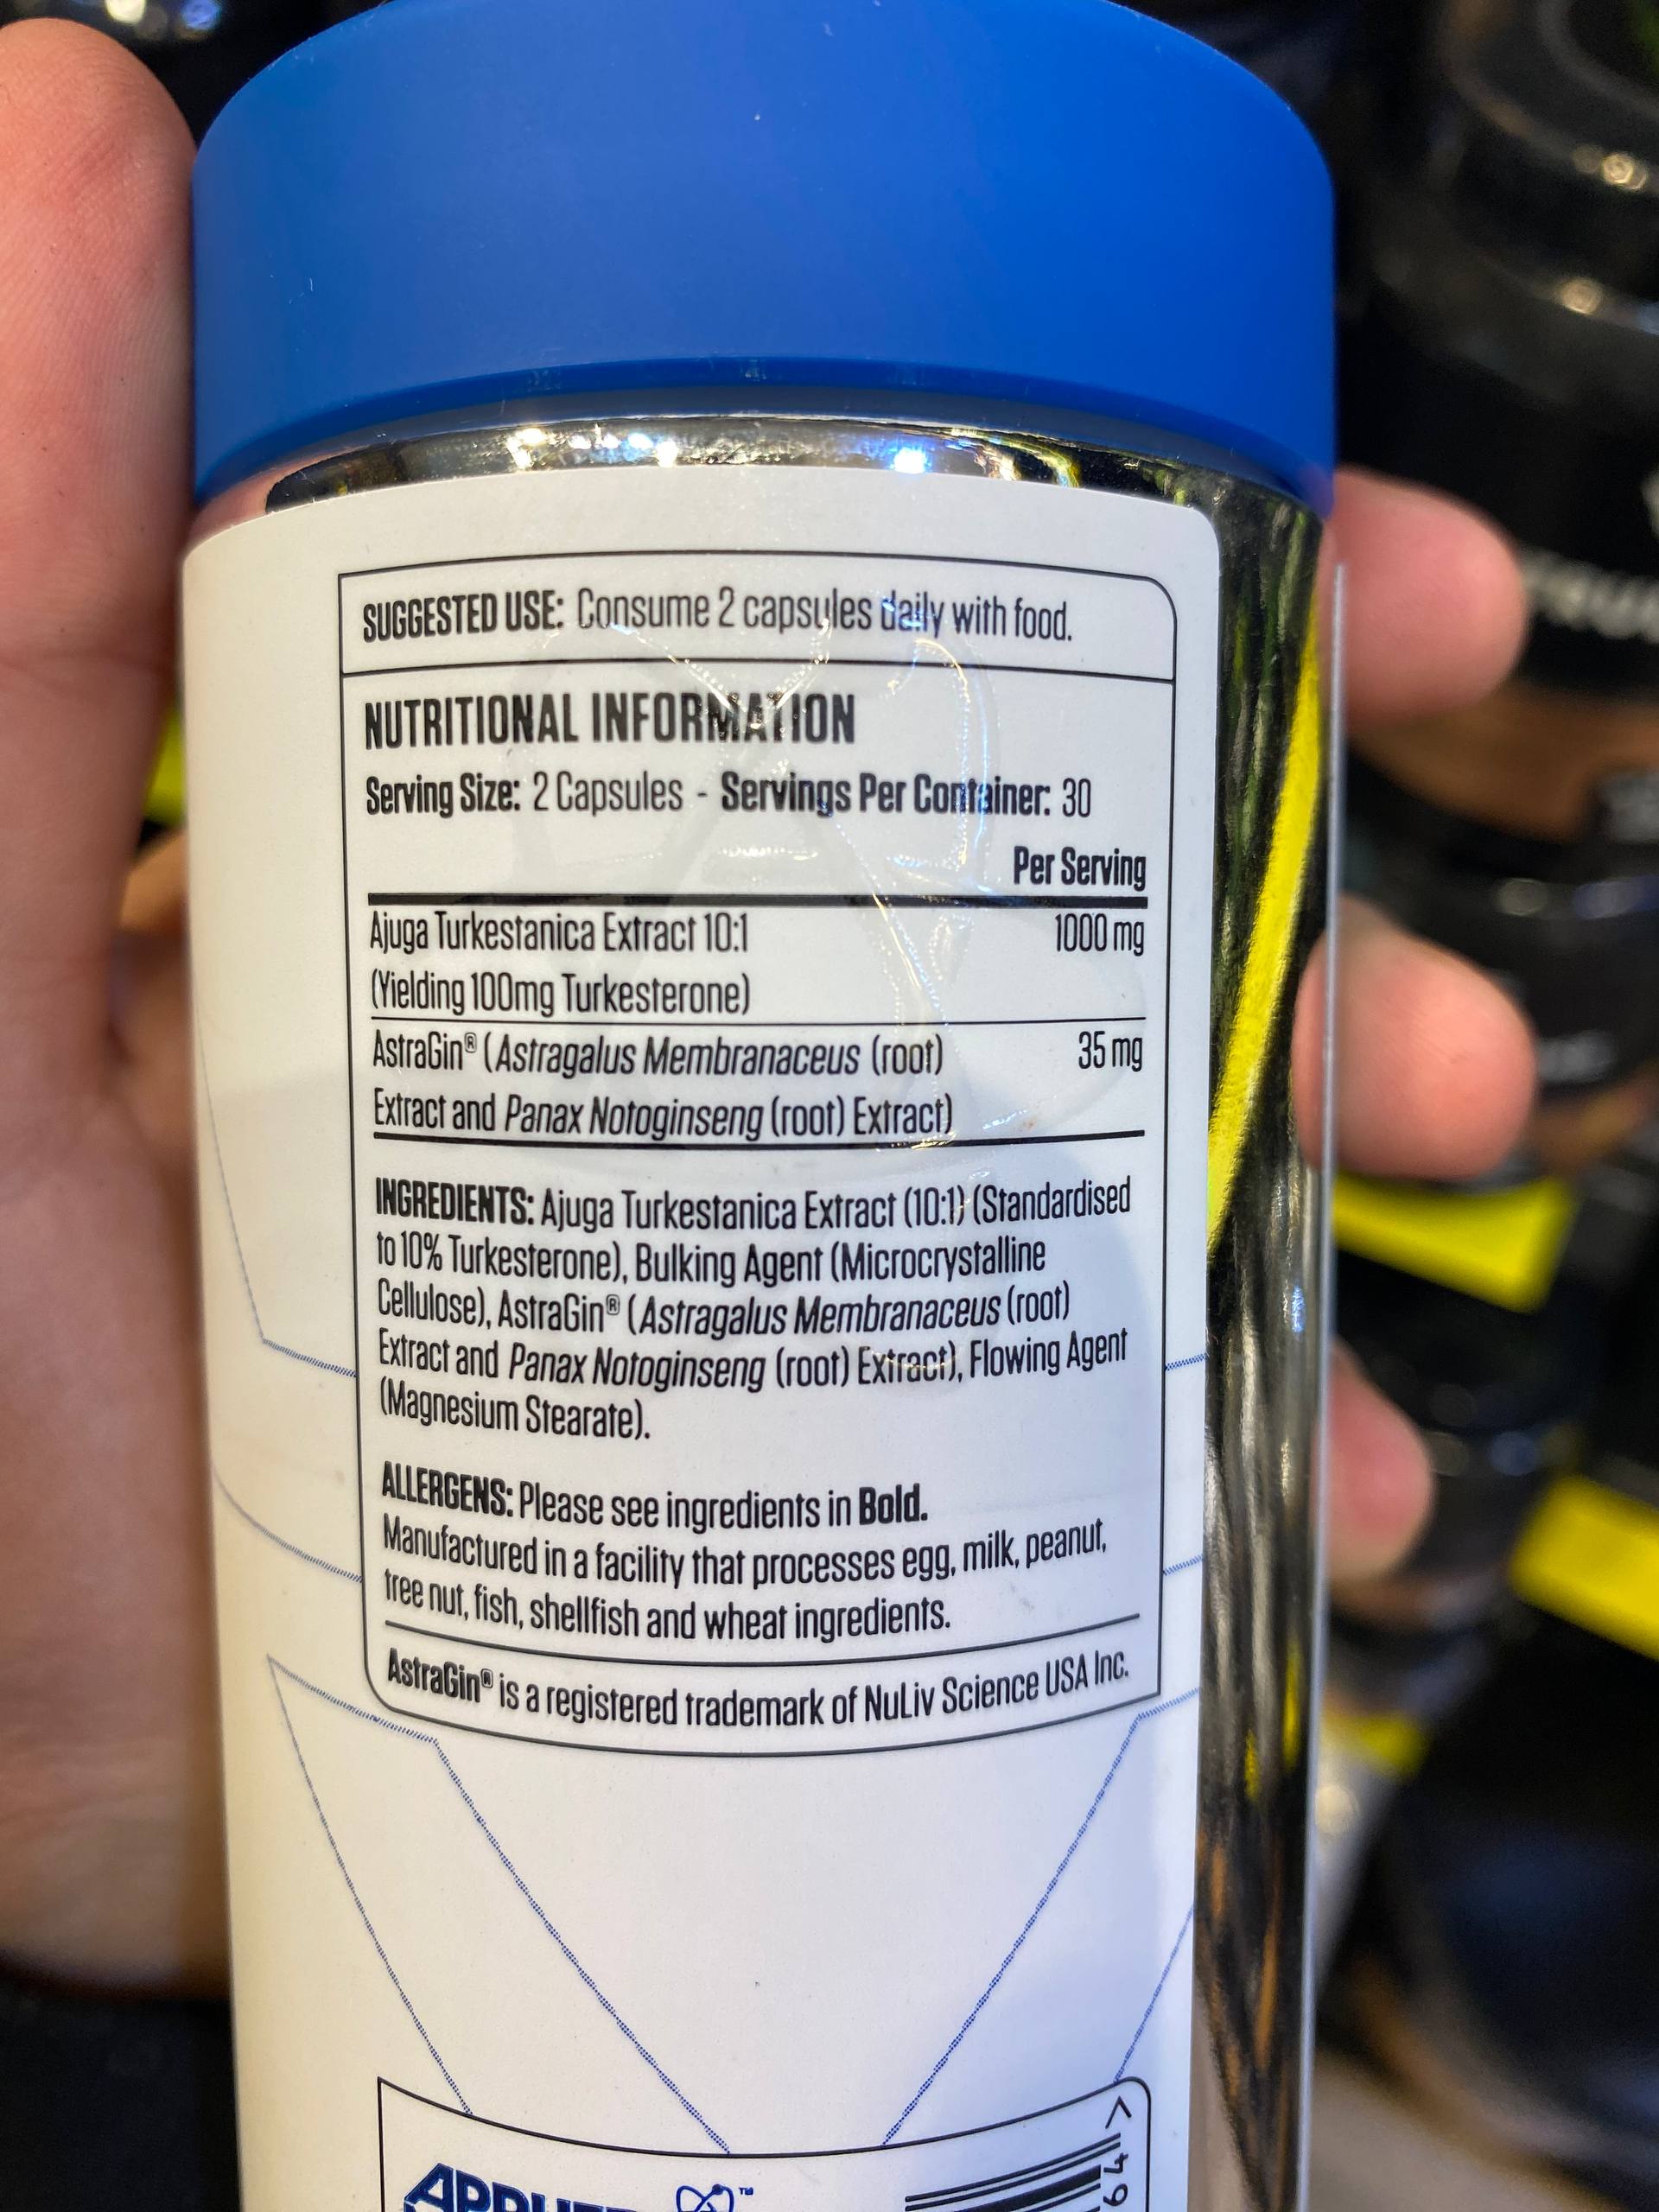 SUGGESTED USE: Consume 2 capsules daily with food.
NUTRITIONAL INFORMATION
Serving Size: 2 Capsules - Servings Per Container: 30
Per Serving
Ajuga Turkestanica Extract 10:1 1000 mg
(Yielding 100mg Turkesterone)
AstraGin® (Astragalus Membranaceus (root) 35 mg
Extract and Panax Notoginseng (root) Extract)
INGREDIENTS: Ajuga Turkestanica Extract (10:1) (Standardised
to 10% Turkesterone), Bulking Agent (Microcrystalline
Cellulose), AstraGin® (Astragalus Membranaceus (root)
Extract and Panax Notoginseng (root) Extract), Flowing Agent
(Magnesium Stearate).
ALLERGENS: Please see ingredients in Bold.
Manufactured in a facility that processes egg, milk, peanut,
tree nut, fish, shellfish and wheat ingredients.
AstraGin® is a registered trademark of NuLiv Science USA Inc.
APPLIED ™
64 >